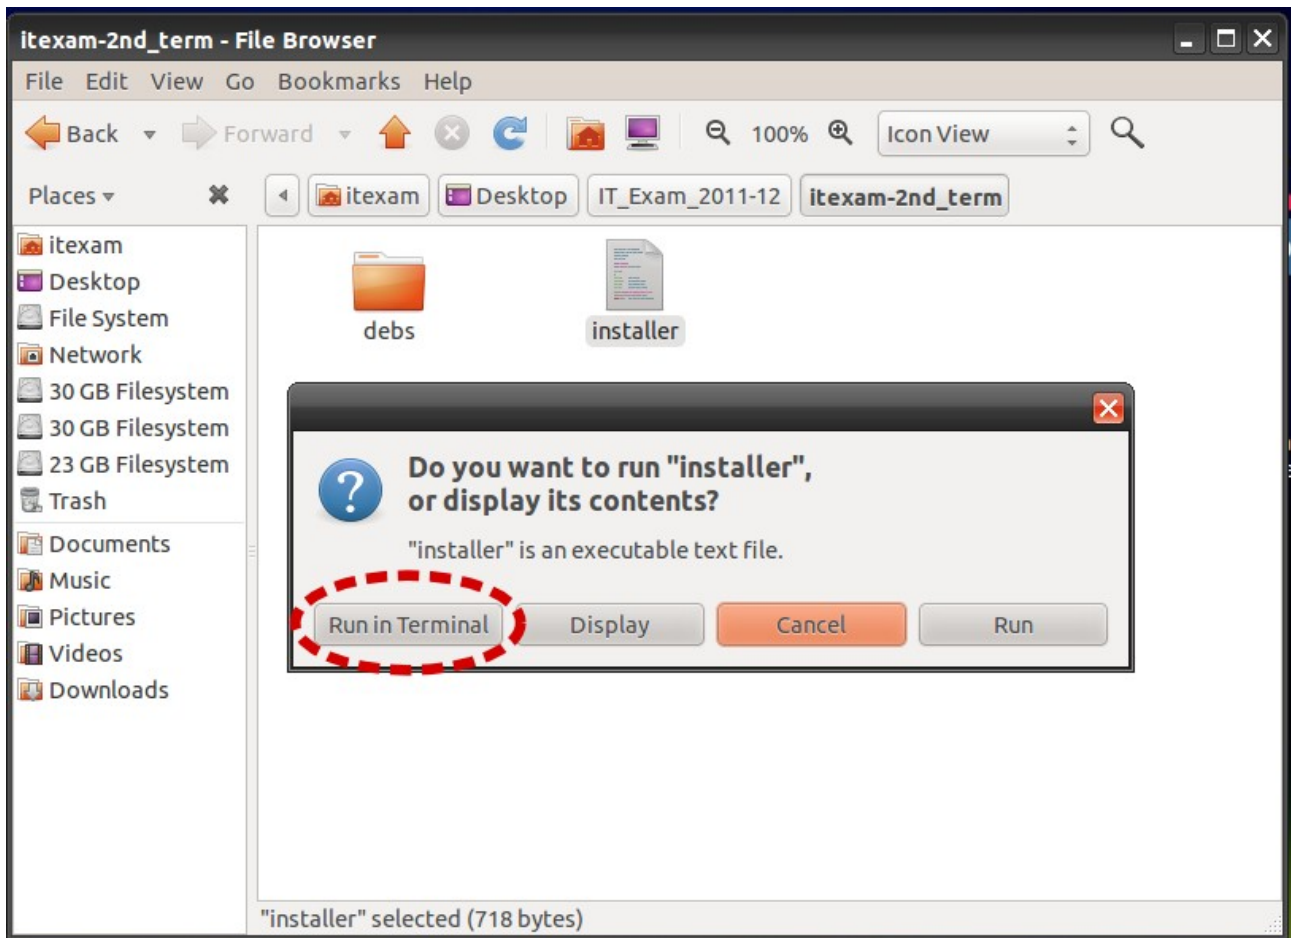 itexam-2nd_term - File Browser
File Edit View Go Bookmarks Help
Back Forward 100% Icon View
Places itexam Desktop IT_Exam_2011-12 itexam-2nd_term
itexam
Desktop
File System
Network
30 GB Filesystem
30 GB Filesystem
23 GB Filesystem
Trash
Documents
Music
Pictures
Videos
Downloads
debs installer
Do you want to run "installer",
or display its contents?
"installer" is an executable text file.
Run in Terminal Display Cancel Run
"installer" selected (718 bytes)